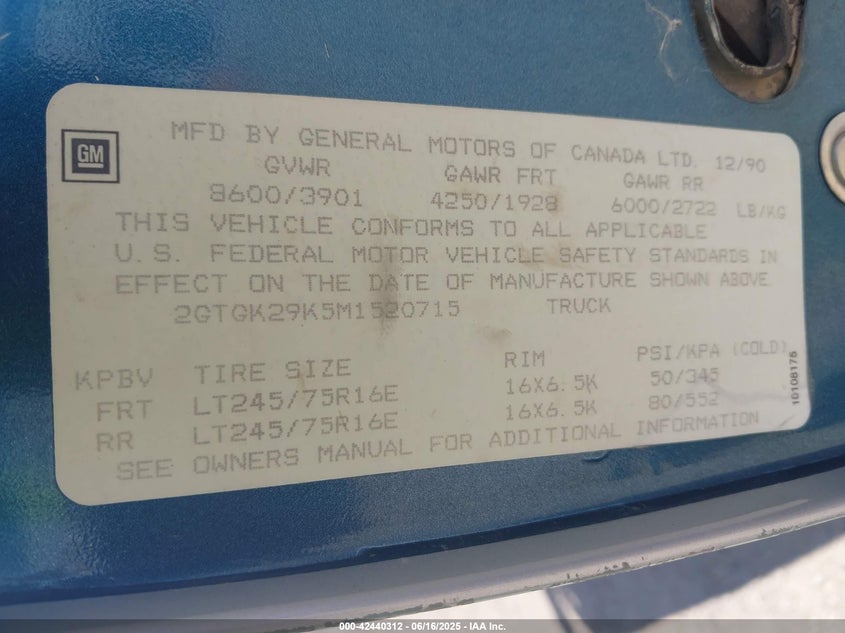 GM
MFD BY GENERAL MOTORS OF CANADA LTD. 12/90
GVWR GAWR FRT GAWR RR
8600/3901 4250/1928 6000/2722 LB/KG
THIS VEHICLE CONFORMS TO ALL APPLICABLE
U.S. FEDERAL MOTOR VEHICLE SAFETY STANDARDS IN
EFFECT ON THE DATE OF MANUFACTURE SHOWN ABOVE.
2GTGK29K5M1520715 TRUCK
KPBV TIRE SIZE RIM PSI/KPA (COLD)
FRT LT245/75R16E 16X6.5K 50/345
RR LT245/75R16E 16X6.5K 80/552
SEE OWNERS MANUAL FOR ADDITIONAL INFORMATION
10108175
000-42440312 - 06/16/2025 - IAA Inc.